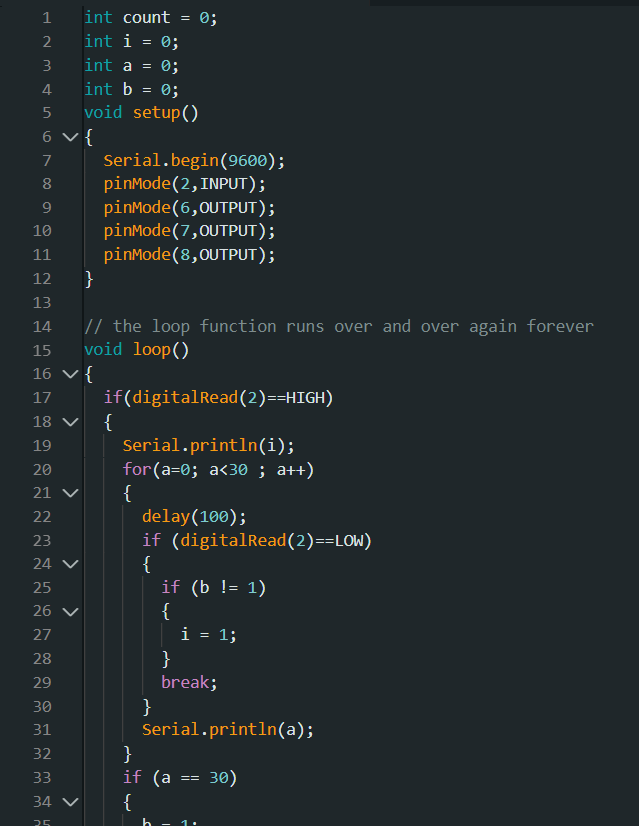 1 int count = 0;
2 int i = 0;
3 int a = 0;
4 int b = 0;
5 void setup()
6 {
7 Serial.begin(9600);
8 pinMode(2,INPUT);
9 pinMode(6,OUTPUT);
10 pinMode(7,OUTPUT);
11 pinMode(8,OUTPUT);
12 }
13
14 // the loop function runs over and over again forever
15 void loop()
16 {
17 if(digitalRead(2)==HIGH)
18 {
19 Serial.println(i);
20 for(a=0; a<30 ; a++)
21 {
22 delay(100);
23 if (digitalRead(2)==LOW)
24 {
25 if (b != 1)
26 {
27 i = 1;
28 }
29 break;
30 }
31 Serial.println(a);
32 }
33 if (a == 30)
34 {
35 b = 1;